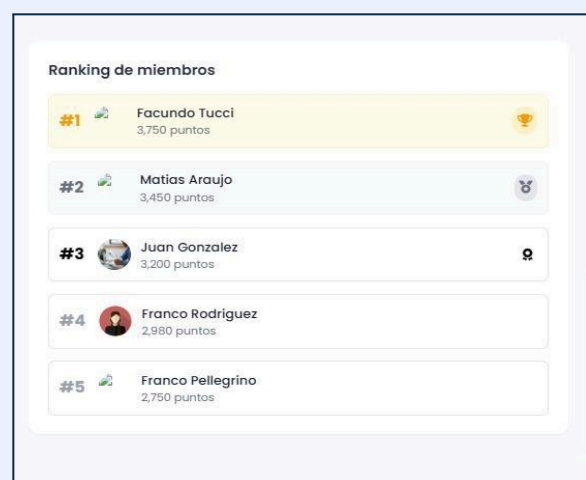 Ranking de miembros
#1
Facundo Tucci
3,750 puntos
#2
Matias Araujo
3,450 puntos
#3
Juan Gonzalez
3,200 puntos
#4
Franco Rodriguez
2,980 puntos
#5
Franco Pellegrino
2,750 puntos